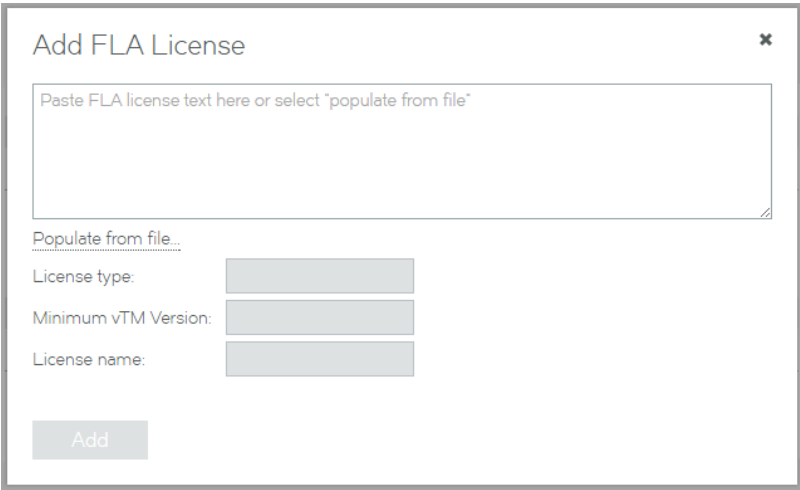 Add FLA License
Paste FLA license text here or select "populate from file"
Populate from file...
License type:
Minimum vTM Version:
License name:
Add